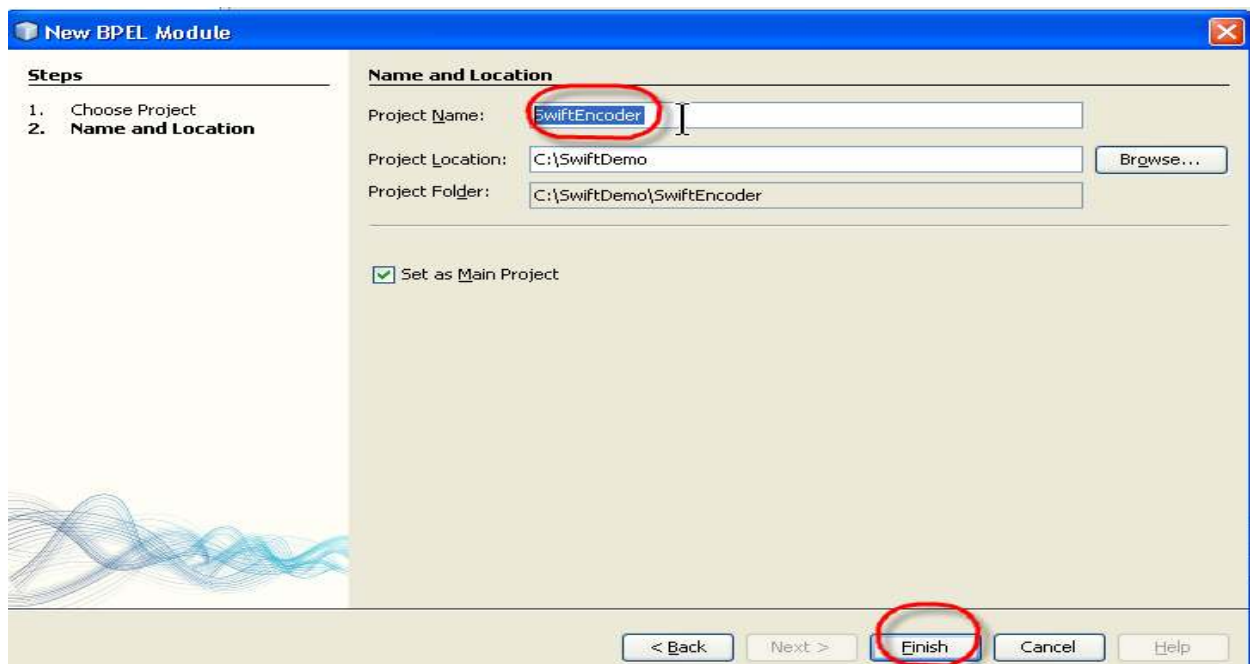 New BPEL Module
Steps
1. Choose Project
2. Name and Location
Name and Location
Project Name: SwiftEncoder
Project Location: C:\SwiftDemo Browse...
Project Folder: C:\SwiftDemo\SwiftEncoder
Set as Main Project
< Back Next > Finish Cancel Help